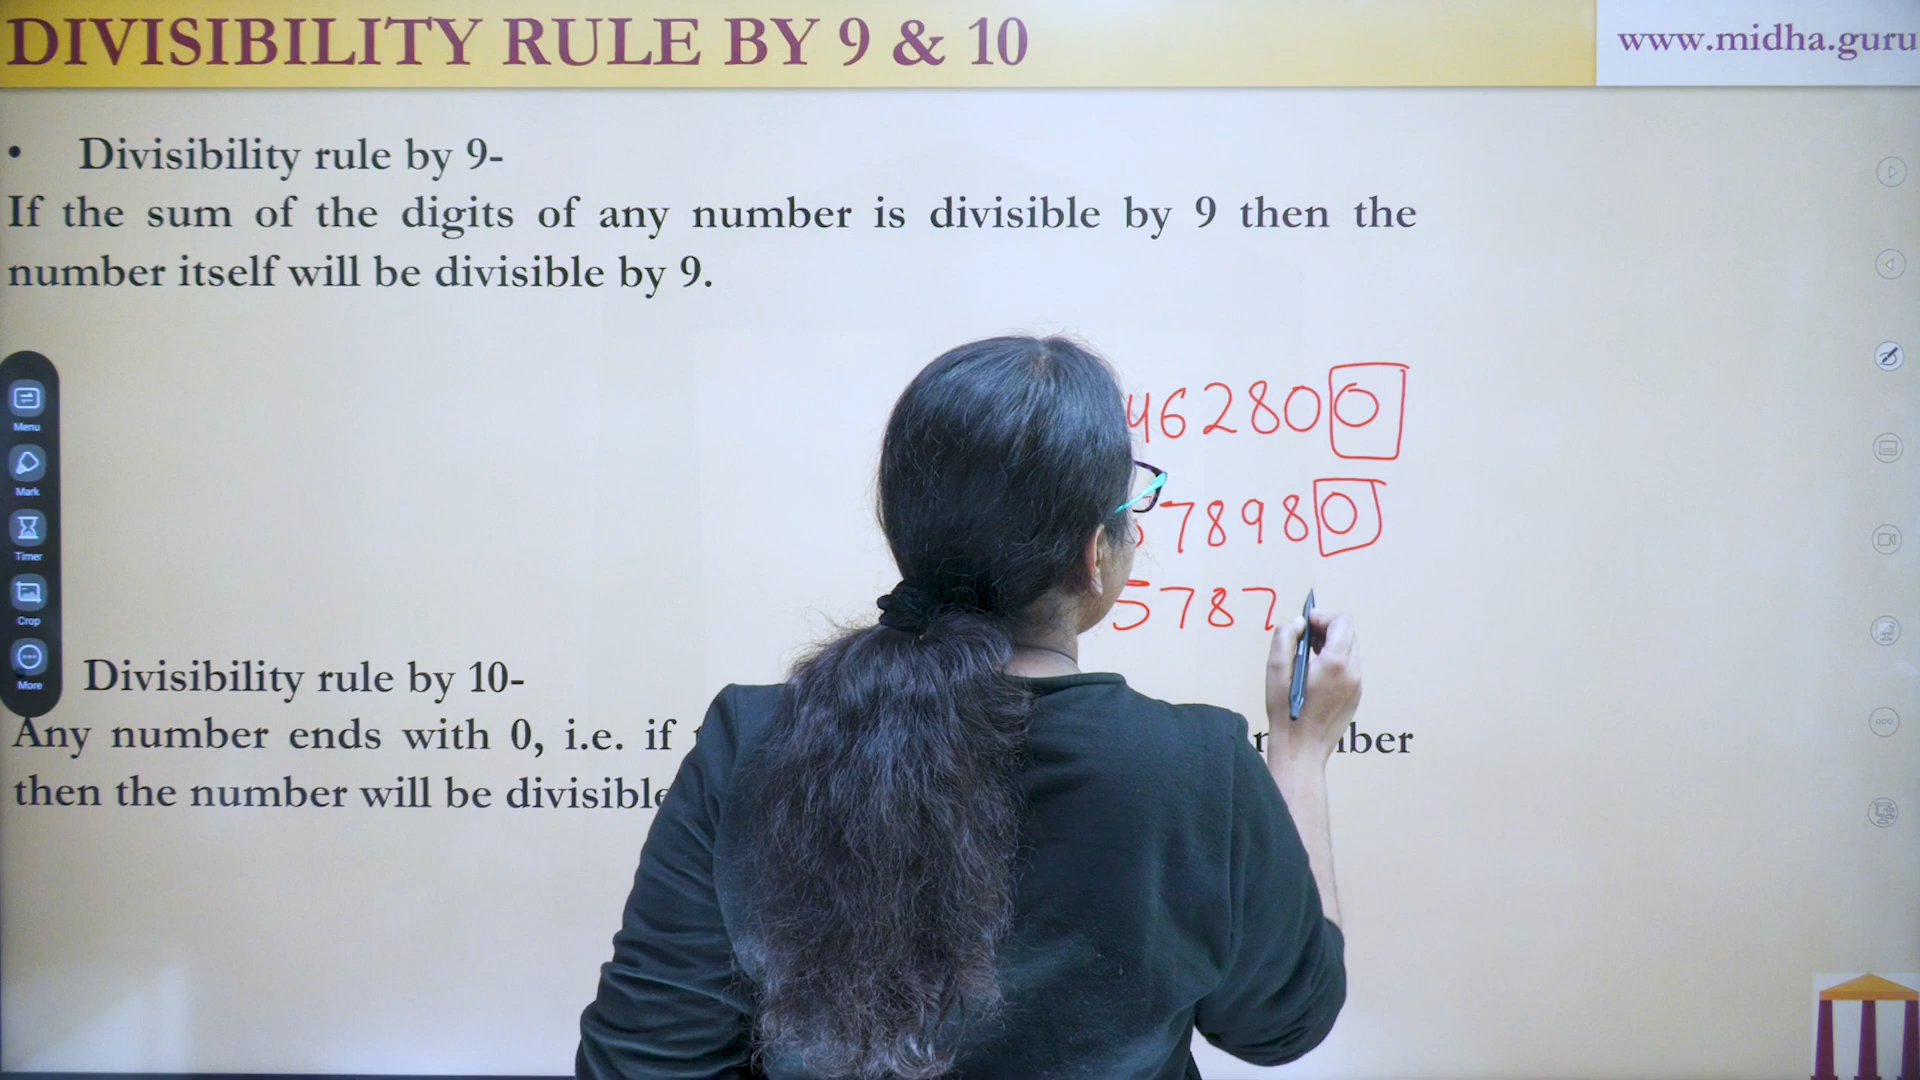 DIVISIBILITY RULE BY 9 & 10
www.midha.guru
• Divisibility rule by 9-
If the sum of the digits of any number is divisible by 9 then the
number itself will be divisible by 9.
462800
78980
5787
Menu
Mark
Timer
Crop
More
Divisibility rule by 10-
Any number ends with 0, i.e. if
then the number will be divisible